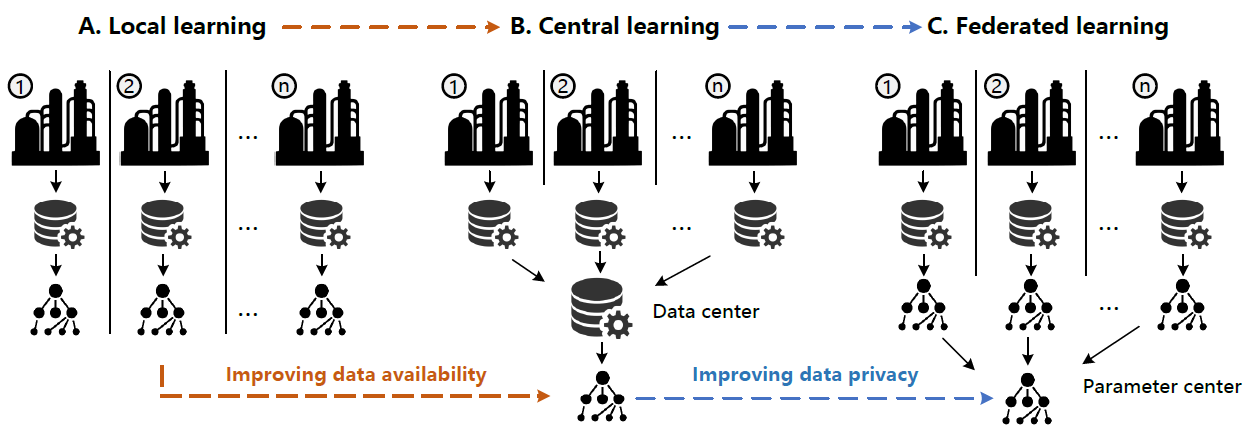 A. Local learning
B. Central learning
C. Federated learning
1 2 ... n
1 2 ... n
1 2 ... n
...
...
...
...
...
Data center
Improving data availability
Improving data privacy
Parameter center